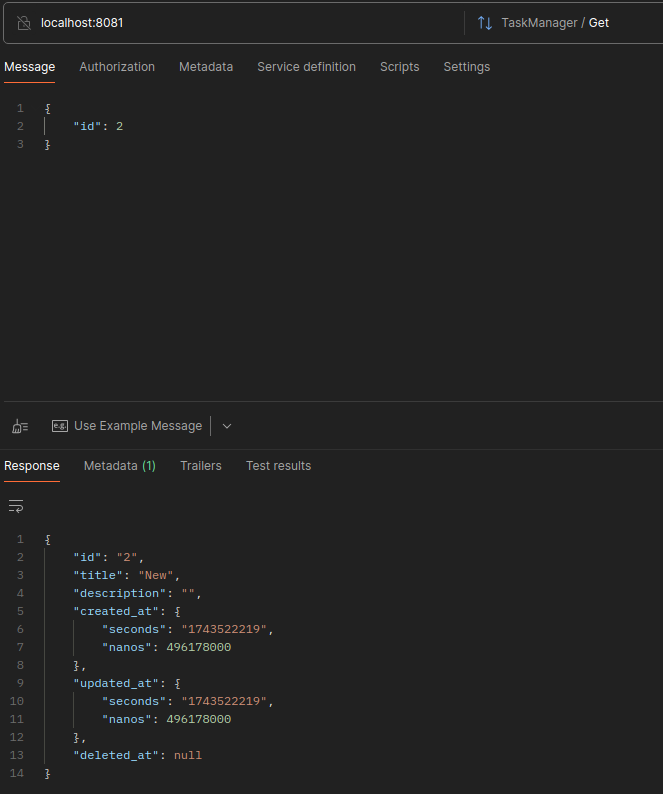 localhost:8081
TaskManager / Get
Message Authorization Metadata Service definition Scripts Settings
1 {
2 "id": 2
3 }
e.g. Use Example Message
Response Metadata (1) Trailers Test results
1 {
2 "id": "2",
3 "title": "New",
4 "description": "",
5 "created_at": {
6 "seconds": "1743522219",
7 "nanos": 496178000
8 },
9 "updated_at": {
10 "seconds": "1743522219",
11 "nanos": 496178000
12 },
13 "deleted_at": null
14 }